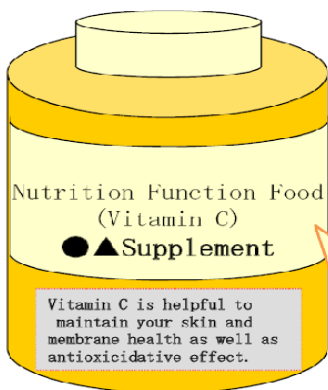 Nutrition Function Food
(Vitamin C)
●▲Supplement
Vitamin C is helpful to
maintain your skin and
membrane health as well as
antioxicidative effect.